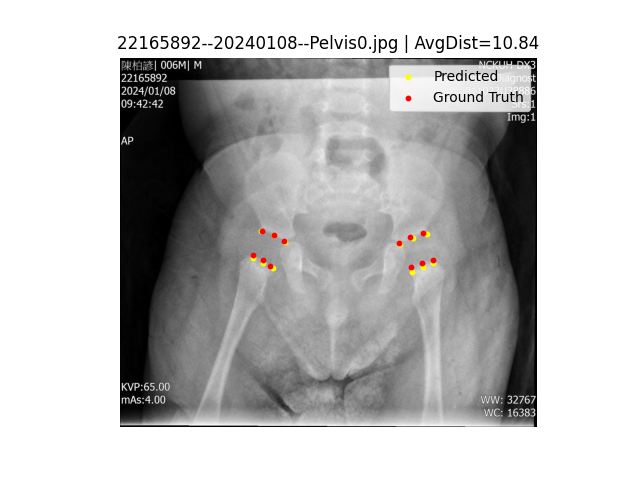 22165892--20240108--Pelvis0.jpg | AvgDist=10.84
陳柏諺| 006M| M
22165892
2024/01/08
09:42:42
AP
NCKUH-DX3
Predicted
Ground Truth
Img:1
KVP:65.00
mAs:4.00
WW: 32767
WC: 16383